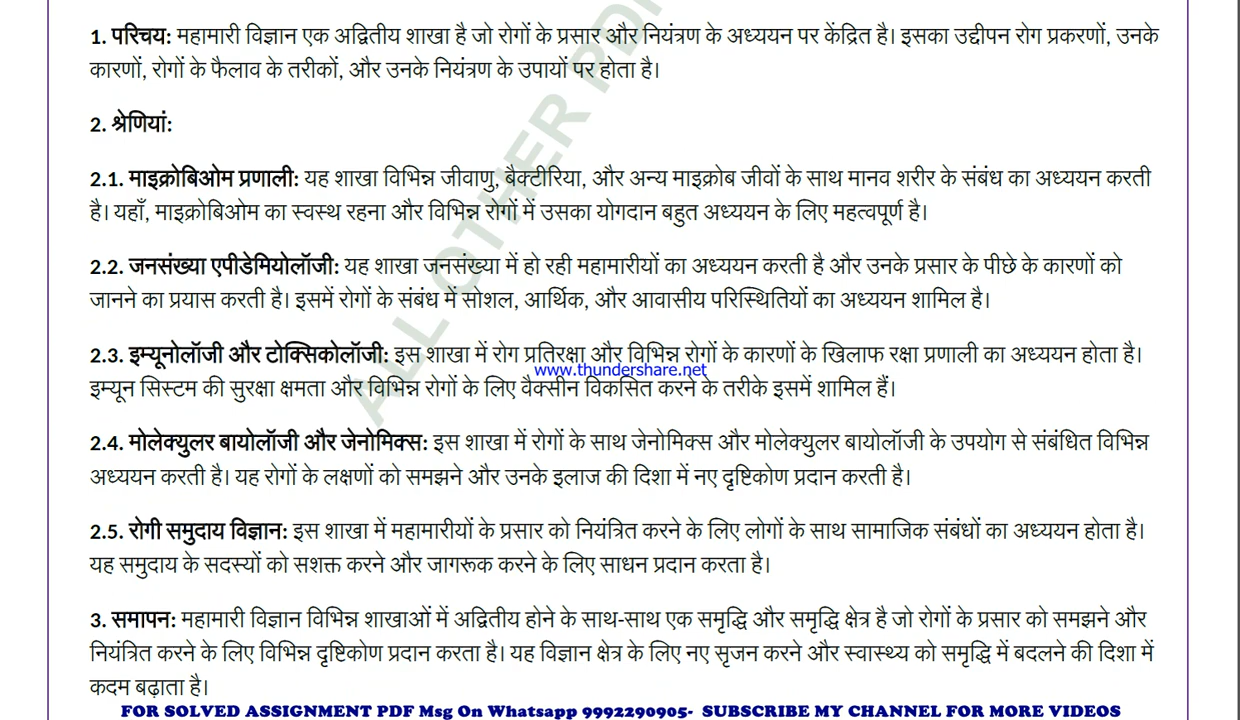 1. परिचय: महामारी विज्ञान एक अद्वितीय शाखा है जो रोगों के प्रसार और नियंत्रण के अध्ययन पर केंद्रित है। इसका उद्दीपन रोग प्रकरणों, उनके
कारणों, रोगों के फैलाव के तरीकों, और उनके नियंत्रण के उपायों पर होता है।
2. श्रेणियां:
2.1. माइक्रोबिओम प्रणाली: यह शाखा विभिन्न जीवाणु, बैक्टीरिया, और अन्य माइक्रोब जीवों के साथ मानव शरीर के संबंध का अध्ययन करती
है। यहाँ, माइक्रोबिओम का स्वस्थ रहना और विभिन्न रोगों में उसका योगदान बहुत अध्ययन के लिए महत्वपूर्ण है।
2.2. जनसंख्या एपीडेमियोलॉजी: यह शाखा जनसंख्या में हो रही महामारीयों का अध्ययन करती है और उनके प्रसार के पीछे के कारणों को
जानने का प्रयास करती है। इसमें रोगों के संबंध में सोशल, आर्थिक, और आवासीय परिस्थितियों का अध्ययन शामिल है।
2.3. इम्यूनोलॉजी और टोक्सिकोलॉजी: इस शाखा में रोग प्रतिरक्षा और विभिन्न रोगों के कारणों के खिलाफ रक्षा प्रणाली का अध्ययन होता है।
www.thundershare.net
इम्यून सिस्टम की सुरक्षा क्षमता और विभिन्न रोगों के लिए वैक्सीन विकसित करने के तरीके इसमें शामिल हैं।
2.4. मोलेक्युलर बायोलॉजी और जेनोमिक्स: इस शाखा में रोगों के साथ जेनोमिक्स और मोलेक्युलर बायोलॉजी के उपयोग से संबंधित विभिन्न
अध्ययन करती है। यह रोगों के लक्षणों को समझने और उनके इलाज की दिशा में नए दृष्टिकोण प्रदान करती है।
2.5. रोगी समुदाय विज्ञान: इस शाखा में महामारीयों के प्रसार को नियंत्रित करने के लिए लोगों के साथ सामाजिक संबंधों का अध्ययन होता है।
यह समुदाय के सदस्यों को सशक्त करने और जागरूक करने के लिए साधन प्रदान करता है।
3. समापन: महामारी विज्ञान विभिन्न शाखाओं में अद्वितीय होने के साथ-साथ एक समृद्धि और समृद्धि क्षेत्र है जो रोगों के प्रसार को समझने और
नियंत्रित करने के लिए विभिन्न दृष्टिकोण प्रदान करता है। यह विज्ञान क्षेत्र के लिए नए सृजन करने और स्वास्थ्य को समृद्धि में बदलने की दिशा में
कदम बढ़ाता है।
ALL OTHER PDF
FOR SOLVED ASSIGNMENT PDF Msg On Whatsapp 9992290905- SUBSCRIBE MY CHANNEL FOR MORE VIDEOS